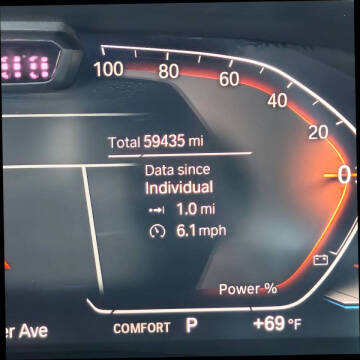 100 80 60 40 20 0
Total 59435 mi
Data since
Individual
1.0 mi
6.1 mph
Power %
er Ave
COMFORT P +69 °F